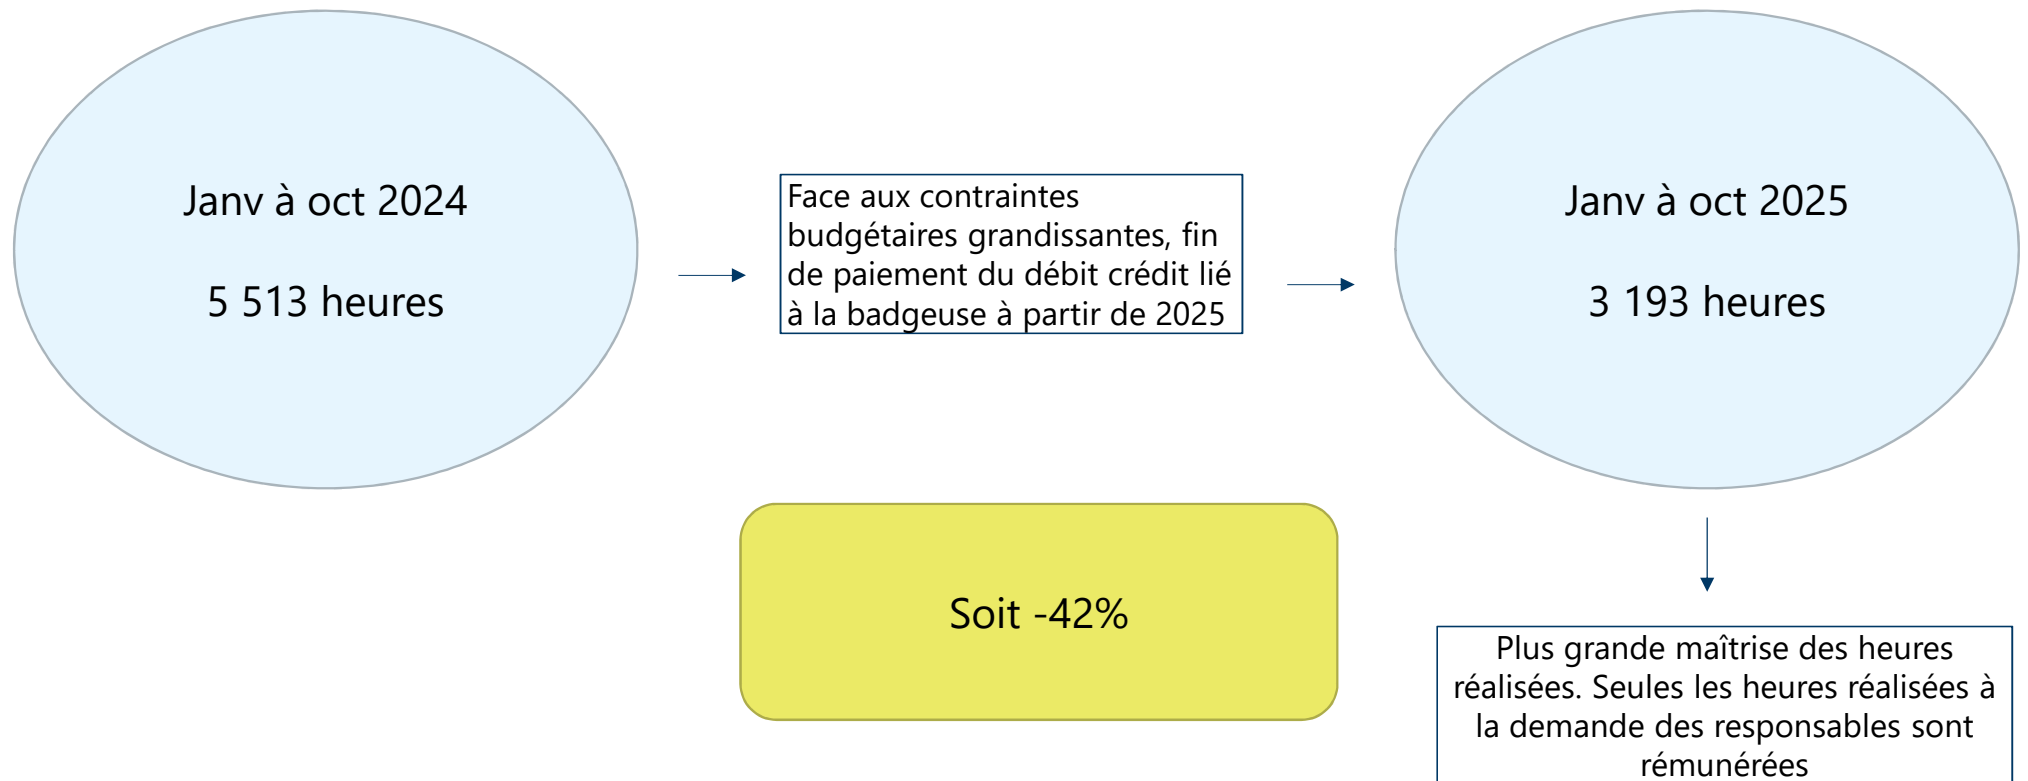 Janv à oct 2024
5 513 heures
Face aux contraintes
budgétaires grandissantes, fin
de paiement du débit crédit lié
à la badgeuse à partir de 2025
Janv à oct 2025
3 193 heures
Soit -42%
Plus grande maîtrise des heures
réalisées. Seules les heures réalisées à
la demande des responsables sont
rémunérées